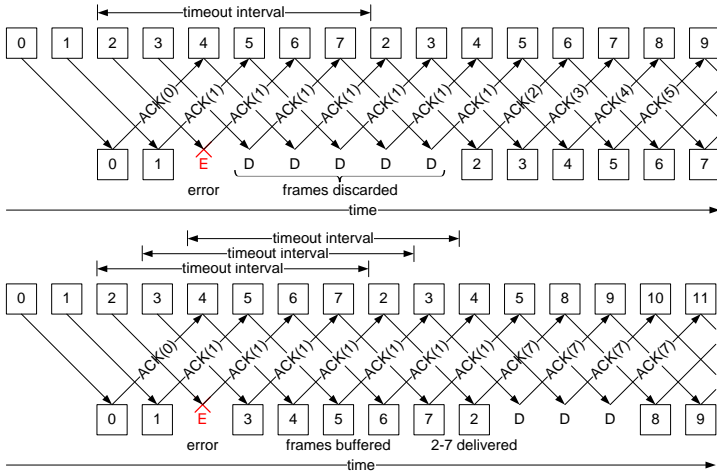 timeout interval
0 1 2 3 4 5 6 7 2 3 4 5 6 7 8 9
ACK(0) ACK(1) ACK(1) ACK(1) ACK(1) ACK(1) ACK(1) ACK(1) ACK(2) ACK(3) ACK(4) ACK(5)
0 1 E D D D D D 2 3 4 5 6 7
error frames discarded
time
timeout interval
timeout interval
timeout interval
0 1 2 3 4 5 6 7 2 3 4 5 8 9 10 11
ACK(0) ACK(1) ACK(1) ACK(1) ACK(1) ACK(1) ACK(1) ACK(1) ACK(7) ACK(7) ACK(7) ACK(7)
0 1 E 3 4 5 6 7 2 D D D 8 9
error frames buffered 2-7 delivered
time